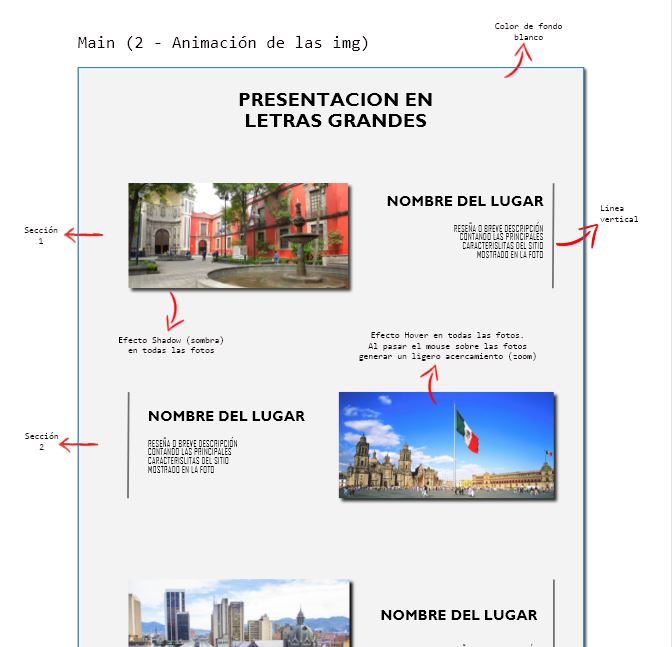 Color de fondo
blanco
Main (2 - Animación de las img)
PRESENTACION EN
LETRAS GRANDES
Sección
1
NOMBRE DEL LUGAR
RESEÑA O BREVE DESCRIPCIÓN
CONTANDO LAS PRINCIPALES
CARACTERISLITAS DEL SITIO
MOSTRADO EN LA FOTO
Linea
vertical
Efecto Shadow (sombra)
en todas las fotos
Efecto Hover en todas las fotos.
Al pasar el mouse sobre las fotos
generar un ligero acercamiento (zoom)
Sección
2
NOMBRE DEL LUGAR
RESEÑA O BREVE DESCRIPCIÓN
CONTANDO LAS PRINCIPALES
CARACTERISLITAS DEL SITIO
MOSTRADO EN LA FOTO
NOMBRE DEL LUGAR